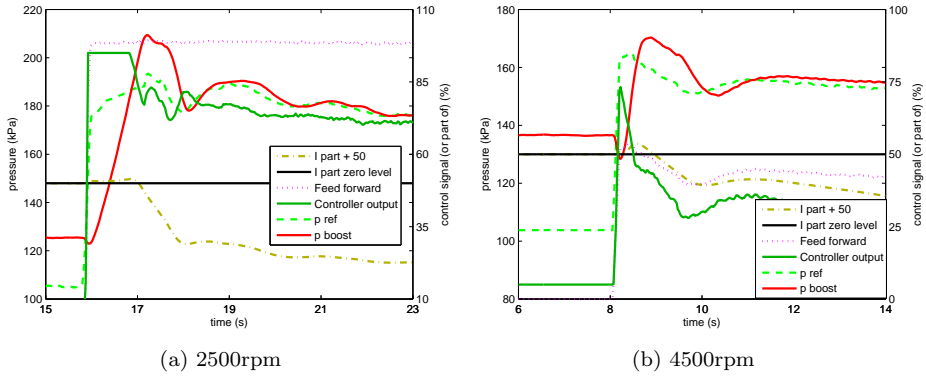 220
200
180
160
140
120
100
pressure (kPa)
110
85
60
35
10
control signal (or part of) (%)
15 17 19 21 23
time (s)
I part + 50
I part zero level
Feed forward
Controller output
p ref
p boost
(a) 2500rpm
180
160
140
120
100
80
pressure (kPa)
100
75
50
25
0
control signal (or part of) (%)
6 8 10 12 14
time (s)
I part + 50
I part zero level
Feed forward
Controller output
p ref
p boost
(b) 4500rpm